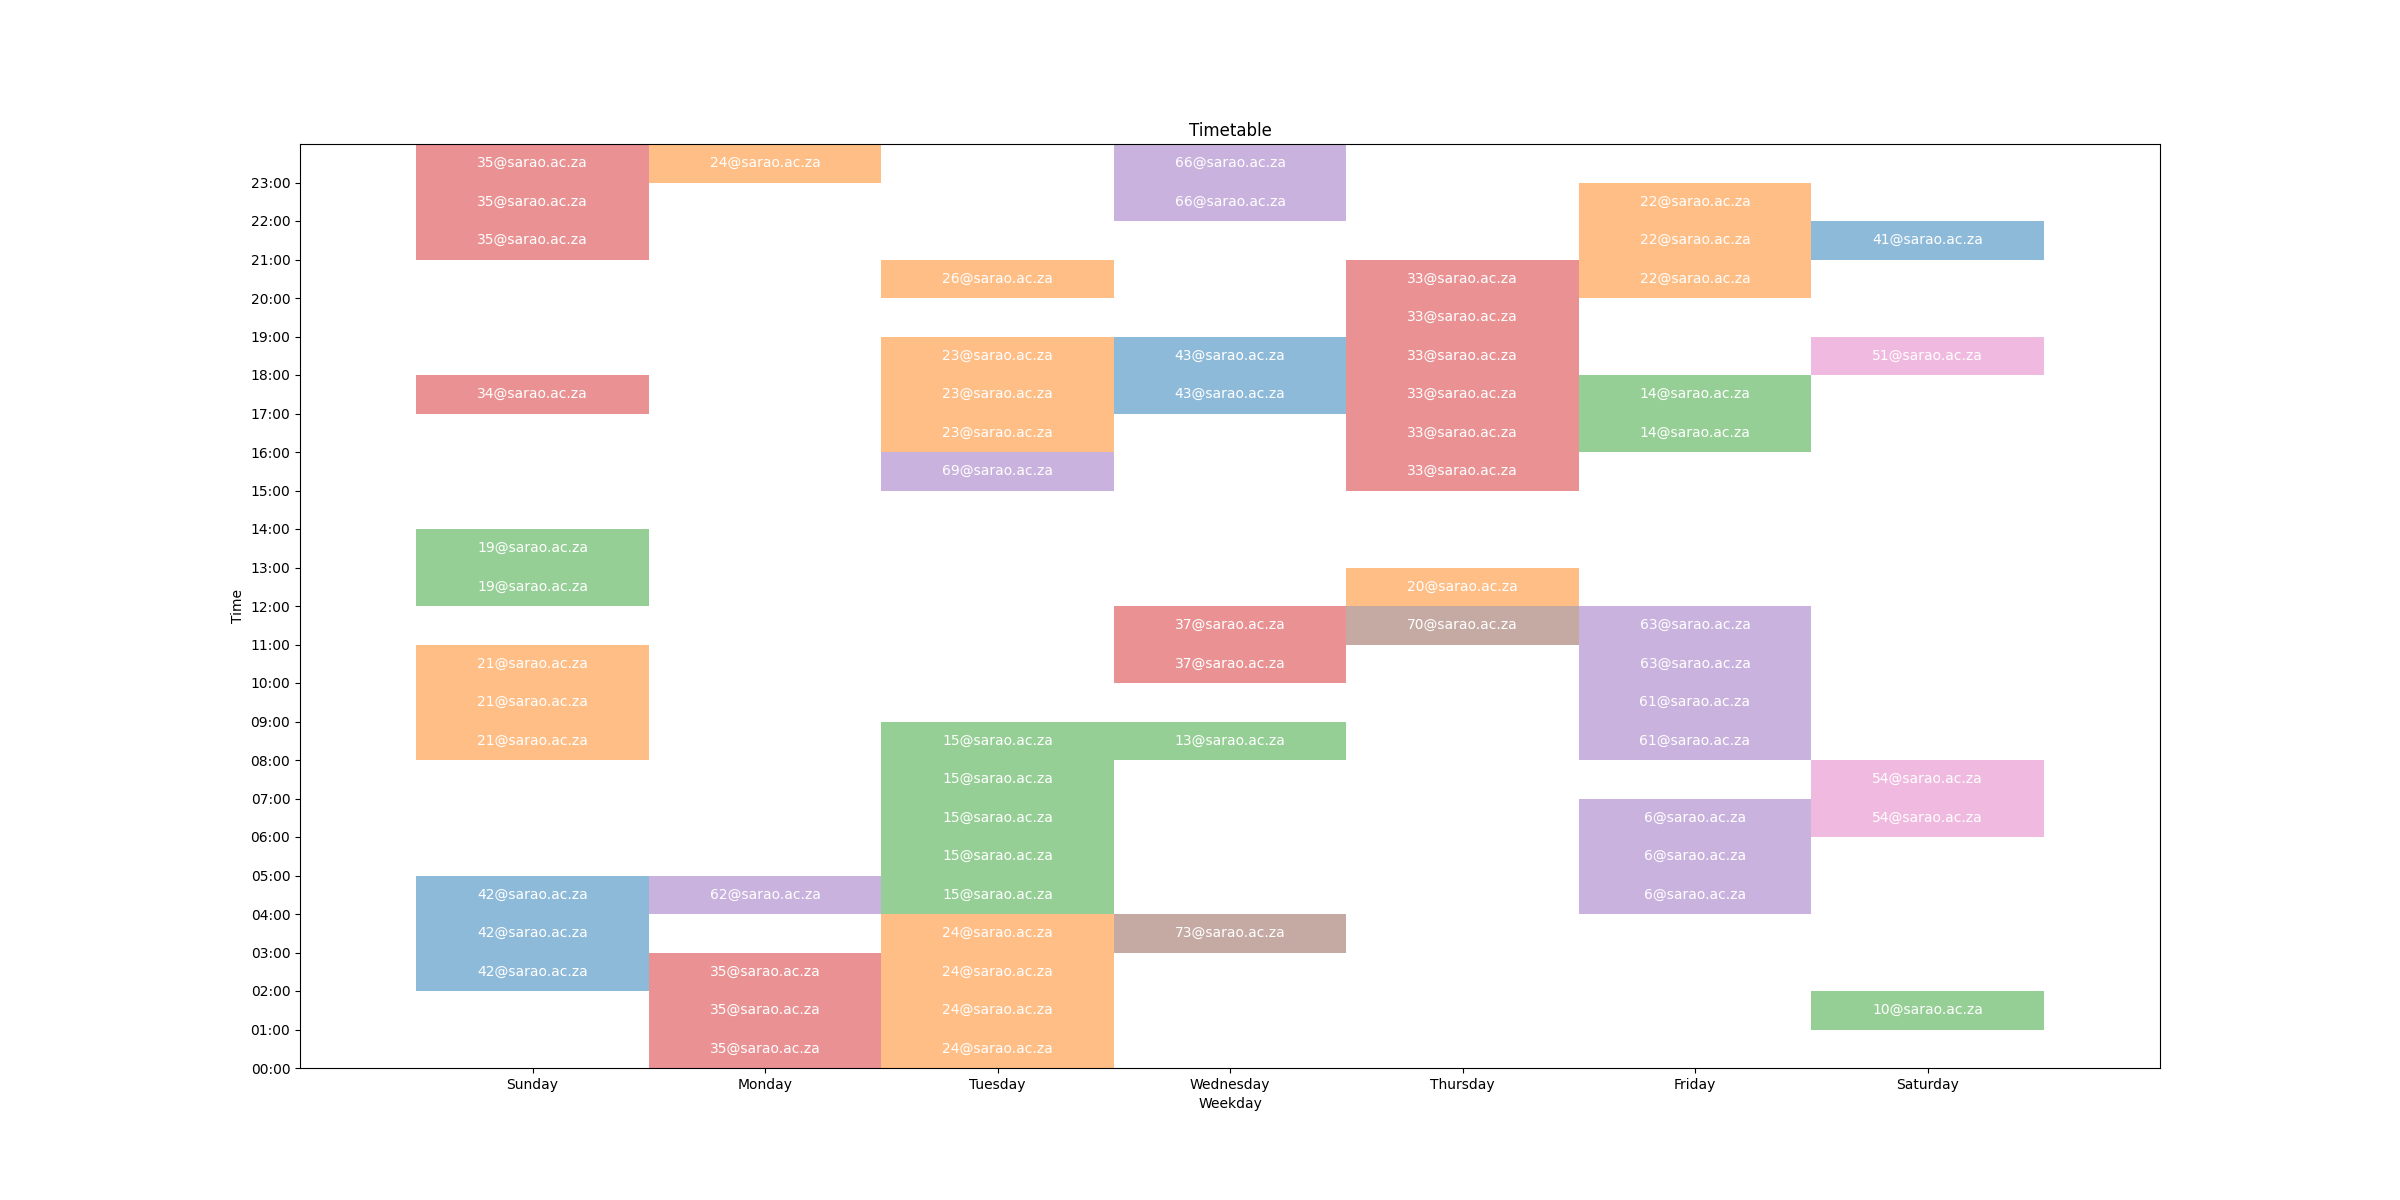 Timetable
35@sarao.ac.za 24@sarao.ac.za 66@sarao.ac.za
23:00
35@sarao.ac.za 66@sarao.ac.za 22@sarao.ac.za
22:00
35@sarao.ac.za 22@sarao.ac.za 41@sarao.ac.za
21:00
26@sarao.ac.za 33@sarao.ac.za 22@sarao.ac.za
20:00
33@sarao.ac.za
19:00
23@sarao.ac.za 43@sarao.ac.za 33@sarao.ac.za 51@sarao.ac.za
18:00
34@sarao.ac.za 23@sarao.ac.za 43@sarao.ac.za 33@sarao.ac.za 14@sarao.ac.za
17:00
23@sarao.ac.za 33@sarao.ac.za 14@sarao.ac.za
16:00
69@sarao.ac.za 33@sarao.ac.za
15:00
14:00
19@sarao.ac.za
13:00
19@sarao.ac.za 20@sarao.ac.za
12:00
Time
37@sarao.ac.za 70@sarao.ac.za 63@sarao.ac.za
11:00
21@sarao.ac.za 37@sarao.ac.za 63@sarao.ac.za
10:00
21@sarao.ac.za 61@sarao.ac.za
09:00
21@sarao.ac.za 15@sarao.ac.za 13@sarao.ac.za 61@sarao.ac.za
08:00
15@sarao.ac.za 54@sarao.ac.za
07:00
15@sarao.ac.za 6@sarao.ac.za 54@sarao.ac.za
06:00
15@sarao.ac.za 6@sarao.ac.za
05:00
42@sarao.ac.za 62@sarao.ac.za 15@sarao.ac.za 6@sarao.ac.za
04:00
42@sarao.ac.za 24@sarao.ac.za 73@sarao.ac.za
03:00
42@sarao.ac.za 35@sarao.ac.za 24@sarao.ac.za
02:00
35@sarao.ac.za 24@sarao.ac.za 10@sarao.ac.za
01:00
35@sarao.ac.za 24@sarao.ac.za
00:00
Sunday Monday Tuesday Wednesday Thursday Friday Saturday
Weekday